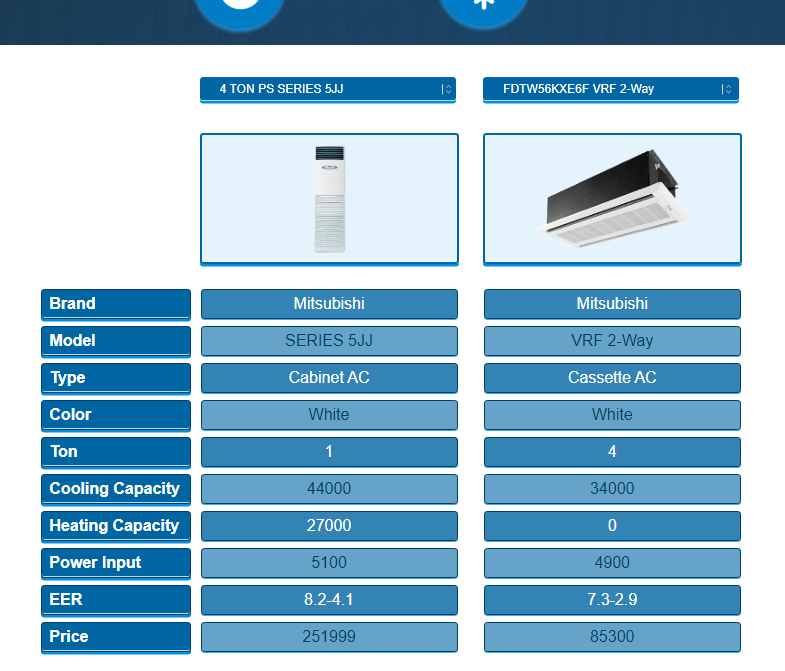 4 TON PS SERIES 5JJ
FDTW56KXE6F VRF 2-Way
Brand Mitsubishi Mitsubishi
Model SERIES 5JJ VRF 2-Way
Type Cabinet AC Cassette AC
Color White White
Ton 1 4
Cooling Capacity 44000 34000
Heating Capacity 27000 0
Power Input 5100 4900
EER 8.2-4.1 7.3-2.9
Price 251999 85300